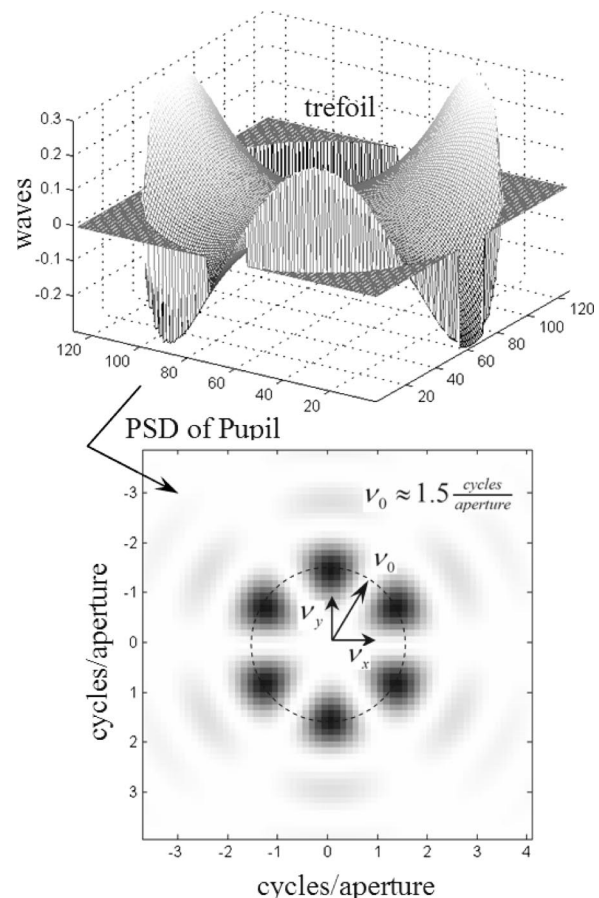 trefoil
0.3
0.2
0.1
0
-0.1
-0.2
waves
120
100
80
60
40
20
20
40
60
80
100
120
PSD of Pupil
ν₀ ≈ 1.5 cycles/aperture
-3
-2
-1
0
1
2
3
cycles/aperture
ν₀
ν_y
ν_x
-3 -2 -1 0 1 2 3 4
cycles/aperture